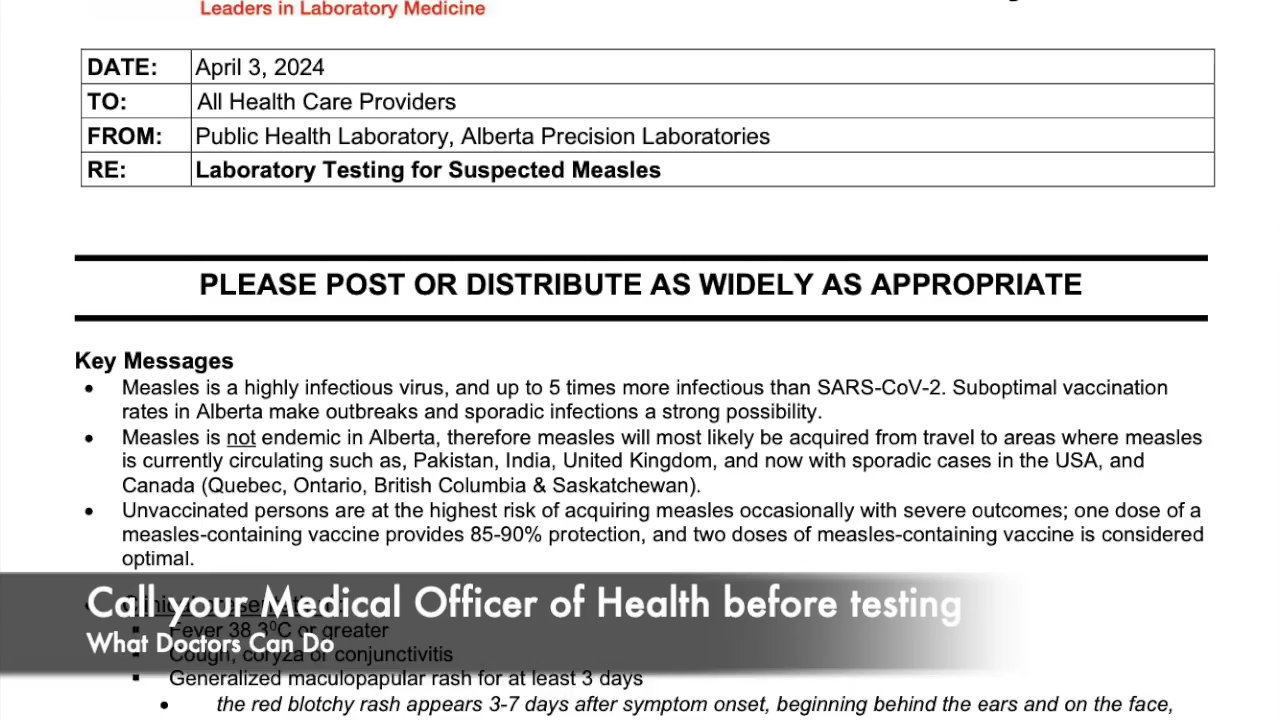 Leaders in Laboratory Medicine
DATE: April 3, 2024
TO: All Health Care Providers
FROM: Public Health Laboratory, Alberta Precision Laboratories
RE: Laboratory Testing for Suspected Measles
PLEASE POST OR DISTRIBUTE AS WIDELY AS APPROPRIATE
Key Messages
• Measles is a highly infectious virus, and up to 5 times more infectious than SARS-CoV-2. Suboptimal vaccination
rates in Alberta make outbreaks and sporadic infections a strong possibility.
• Measles is not endemic in Alberta, therefore measles will most likely be acquired from travel to areas where measles
is currently circulating such as, Pakistan, India, United Kingdom, and now with sporadic cases in the USA, and
Canada (Quebec, Ontario, British Columbia & Saskatchewan).
• Unvaccinated persons are at the highest risk of acquiring measles occasionally with severe outcomes; one dose of a
measles-containing vaccine provides 85-90% protection, and two doses of measles-containing vaccine is considered
optimal.
Call your Medical Officer of Health before testing
▪ Fever 38.3⁰C or greater
What Doctors Can Do
▪ Cough, coryza or conjunctivitis
▪ Generalized maculopapular rash for at least 3 days
• the red blotchy rash appears 3-7 days after symptom onset, beginning behind the ears and on the face,